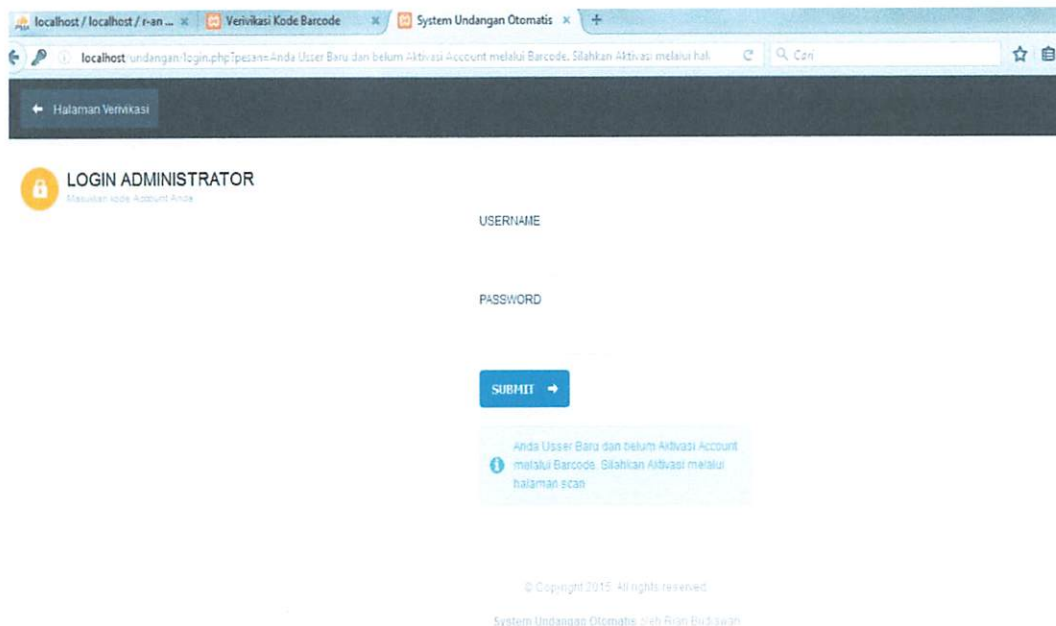 localhost / localhost / r-an ...
Verivikasi Kode Barcode
System Undangan Otomatis
localhost/undangan/login.php?pesan=Anda Usser Baru dan belum Aktivasi Account melalui Barcode. Silahkan Aktivasi melalui hal
Cari
Halaman Verivikasi
LOGIN ADMINISTRATOR
Masukan kode Account Anda
USERNAME
PASSWORD
SUBMIT
Anda Usser Baru dan belum Aktivasi Account
melalui Barcode. Silahkan Aktivasi melalui
halaman scan
© Copyright 2015. All rights reserved.
System Undangan Otomatis oleh Rian Budiawan